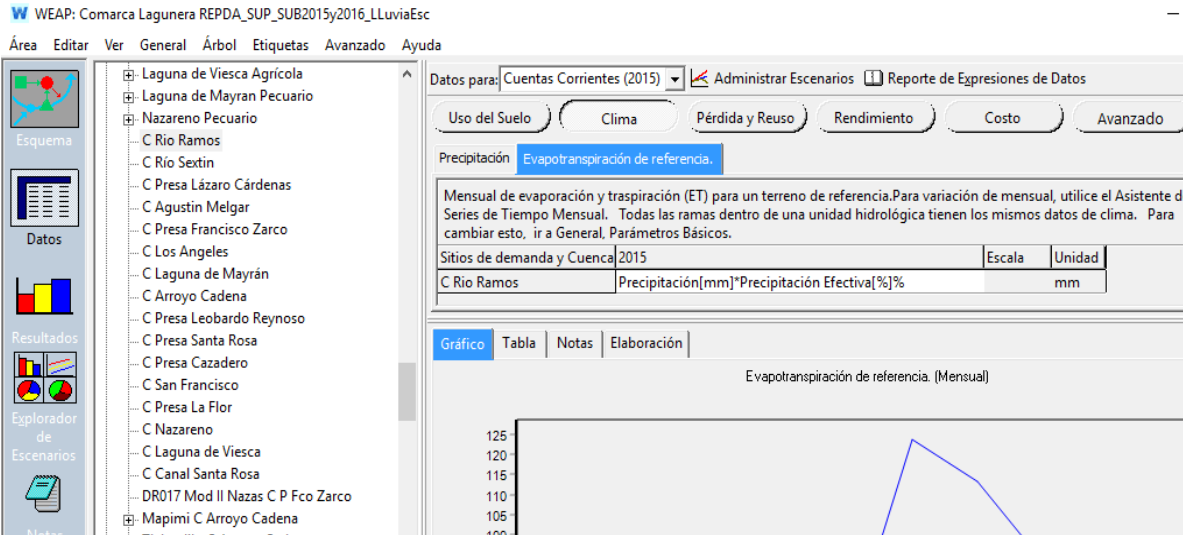 W WEAP: Comarca Lagunera REPDA_SUP_SUB2015y2016_LLuviaEsc
Área Editar Ver General Árbol Etiquetas Avanzado Ayuda
Esquema
Datos
Resultados
Explorador
de
Escenarios
Laguna de Viesca Agrícola
Laguna de Mayran Pecuario
Nazareno Pecuario
C Rio Ramos
C Río Sextin
C Presa Lázaro Cárdenas
C Agustin Melgar
C Presa Francisco Zarco
C Los Angeles
C Laguna de Mayrán
C Arroyo Cadena
C Presa Leobardo Reynoso
C Presa Santa Rosa
C Presa Cazadero
C San Francisco
C Presa La Flor
C Nazareno
C Laguna de Viesca
C Canal Santa Rosa
DR017 Mod II Nazas C P Fco Zarco
Mapimi C Arroyo Cadena
Datos para: Cuentas Corrientes (2015) Administrar Escenarios Reporte de Expresiones de Datos
Uso del Suelo Clima Pérdida y Reuso Rendimiento Costo Avanzado
Precipitación Evapotranspiración de referencia.
Mensual de evaporación y traspiración (ET) para un terreno de referencia.Para variación de mensual, utilice el Asistente d
Series de Tiempo Mensual. Todas las ramas dentro de una unidad hidrológica tienen los mismos datos de clima. Para
cambiar esto, ir a General, Parámetros Básicos.
Sitios de demanda y Cuenca 2015 Escala Unidad
C Rio Ramos Precipitación[mm]*Precipitación Efectiva[%]% mm
Gráfico Tabla Notas Elaboración
Evapotranspiración de referencia. (Mensual)
125
120
115
110
105